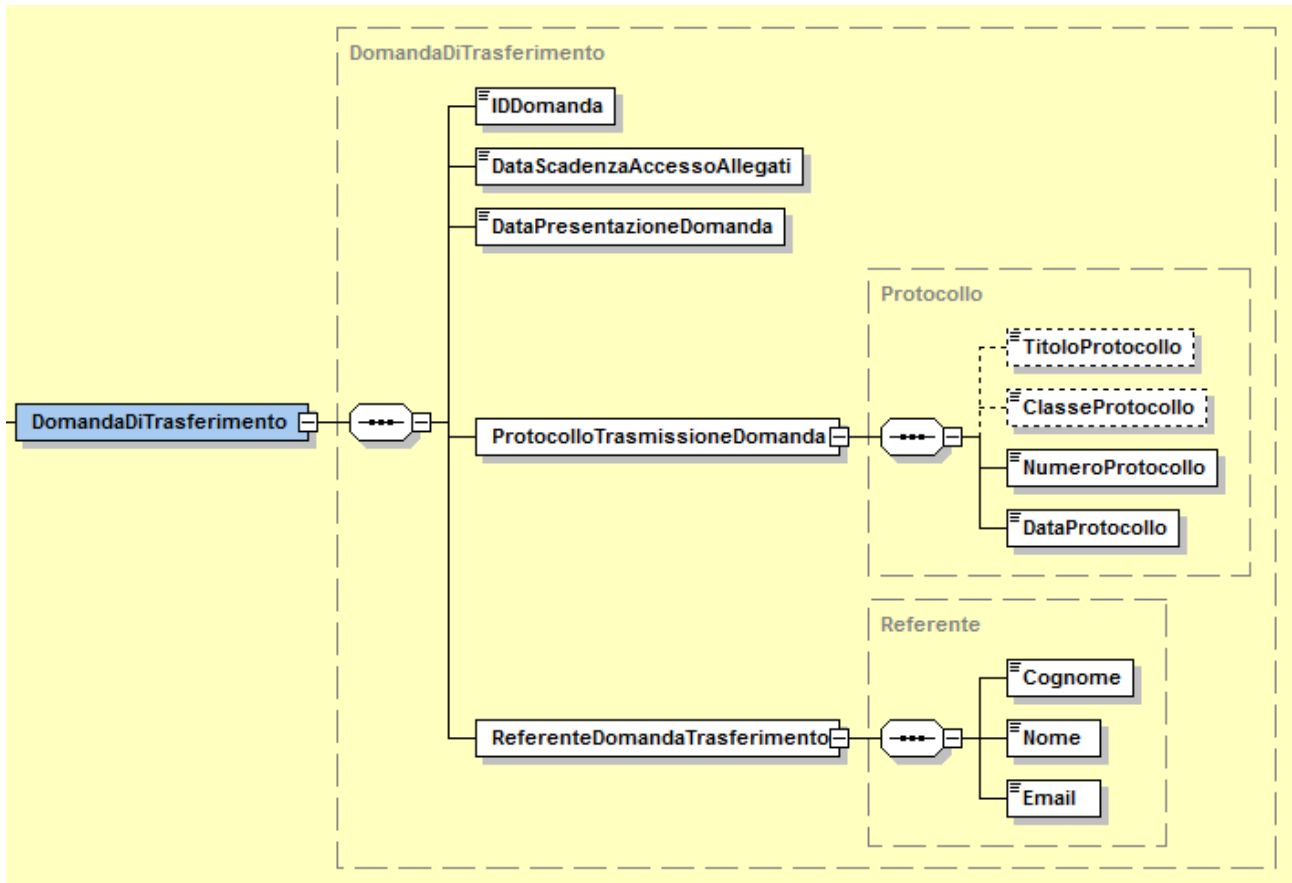 DomandaDiTrasferimento
IDDomanda
DataScadenzaAccessoAllegati
DataPresentazioneDomanda
Protocollo
TitoloProtocollo
ClasseProtocollo
DomandaDiTrasferimento
ProtocolloTrasmissioneDomanda
NumeroProtocollo
DataProtocollo
Referente
Cognome
ReferenteDomandaTrasferimento
Nome
Email